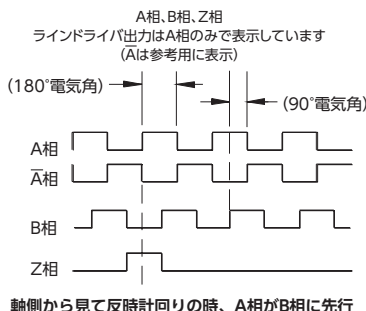 A相、B相、Z相
ラインドライバ出力はA相のみで表示しています
(A̅は参考用に表示)
(180°電気角)
(90°電気角)
A相
A̅相
B相
Z相
軸側から見て反時計回りの時、A相がB相に先行